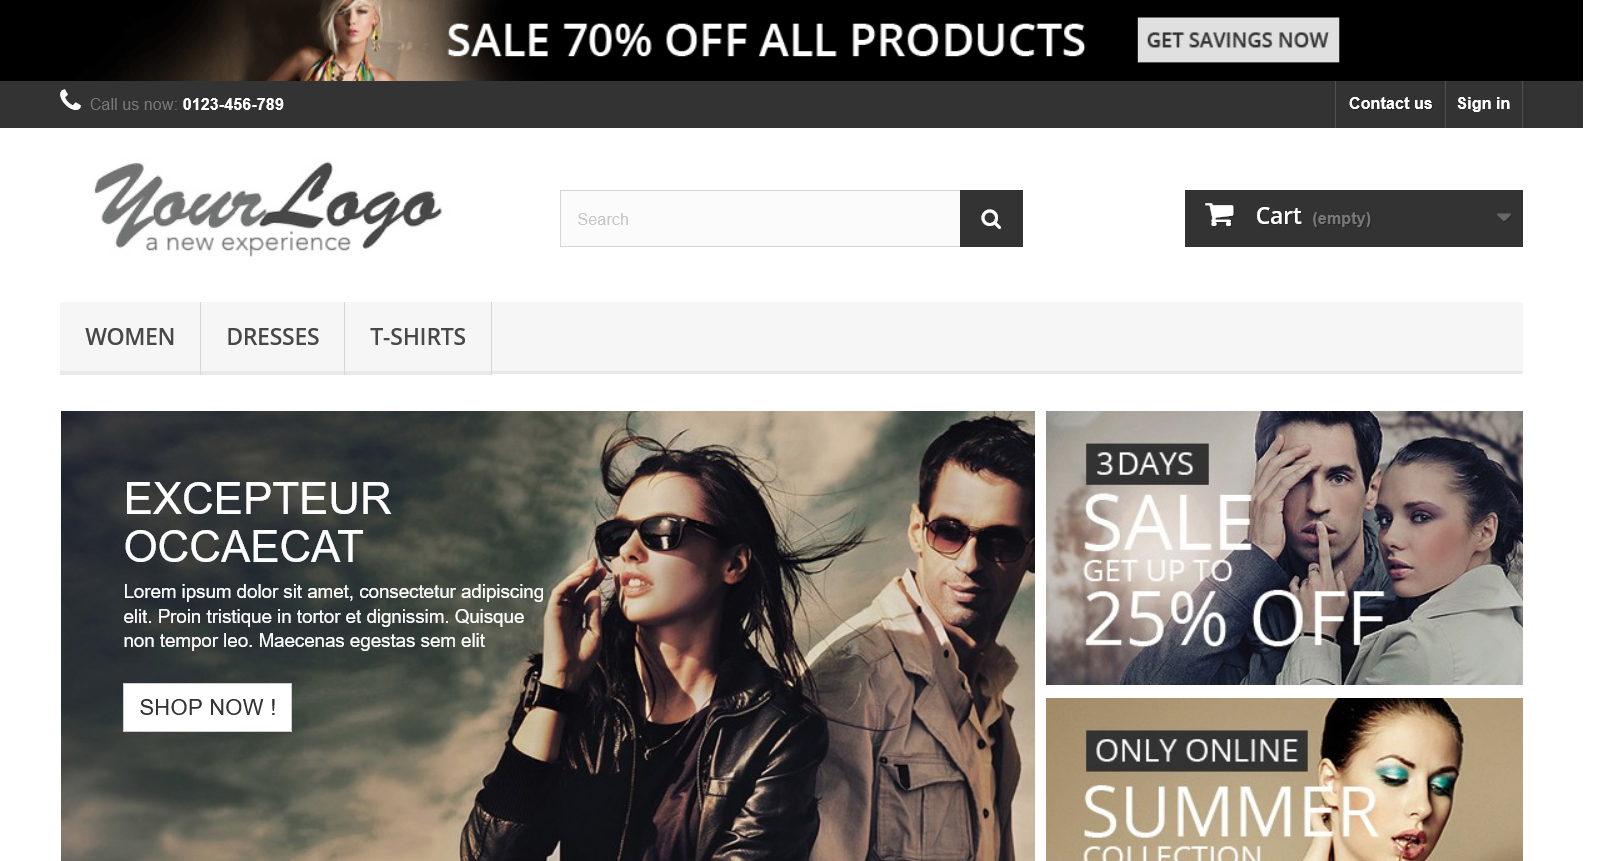 SALE 70% OFF ALL PRODUCTS
GET SAVINGS NOW
Call us now: 0123-456-789
Contact us
Sign in
YourLogo
a new experience
Search
Cart (empty)
WOMEN
DRESSES
T-SHIRTS
EXCEPTEUR
OCCAECAT
Lorem ipsum dolor sit amet, consectetur adipiscing
elit. Proin tristique in tortor et dignissim. Quisque
non tempor leo. Maecenas egestas sem elit
SHOP NOW !
3 DAYS
SALE
GET UP TO
25% OFF
ONLY ONLINE
SUMMER
COLLECTION